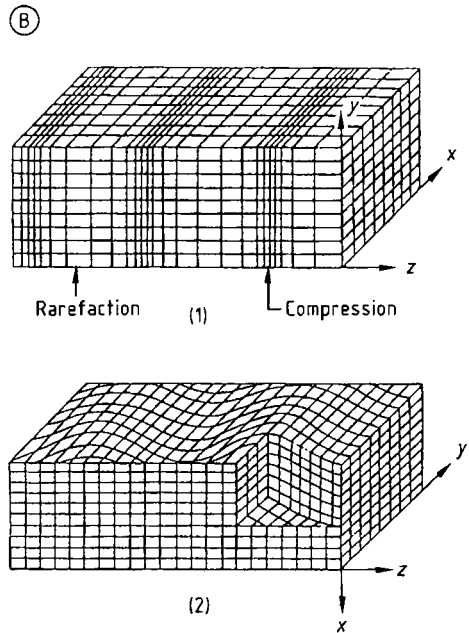 B
y
x
z
Rarefaction
Compression
(1)
y
z
x
(2)